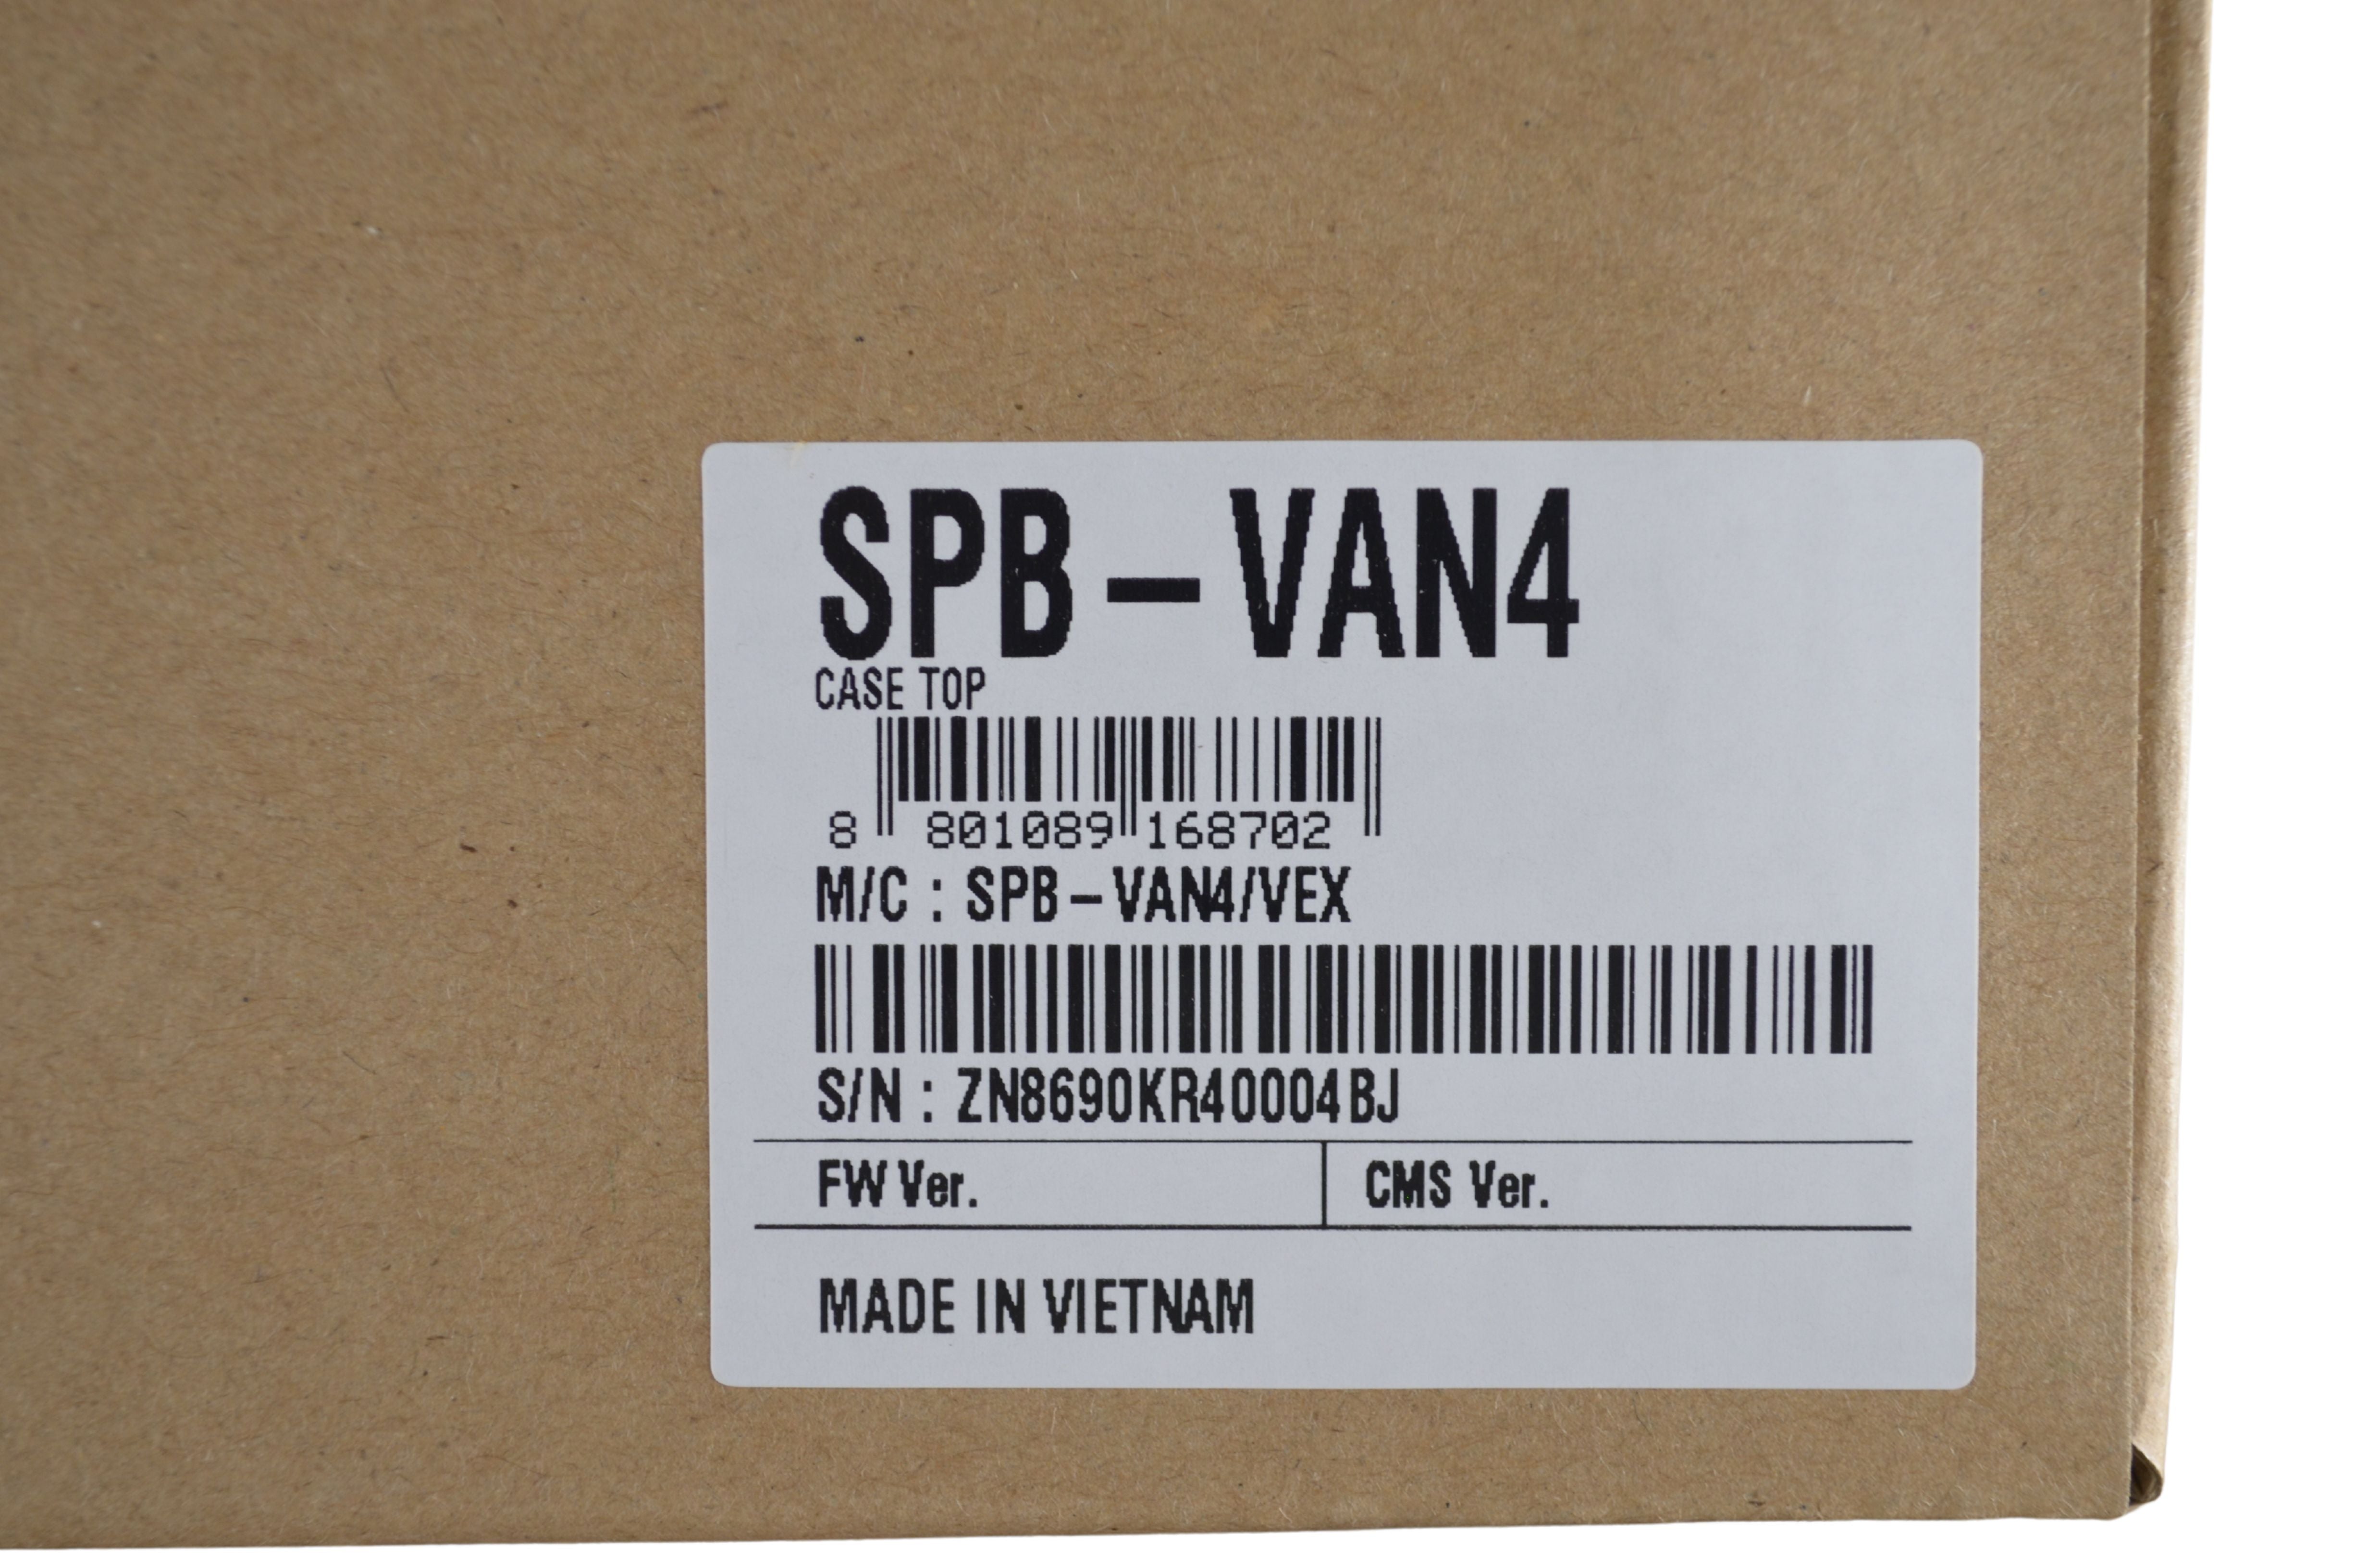 SPB-VAN4
CASE TOP
8 801089 168702
M/C : SPB-VAN4/VEX
S/N : ZN8690KR40004BJ
FW Ver. CMS Ver.
MADE IN VIETNAM